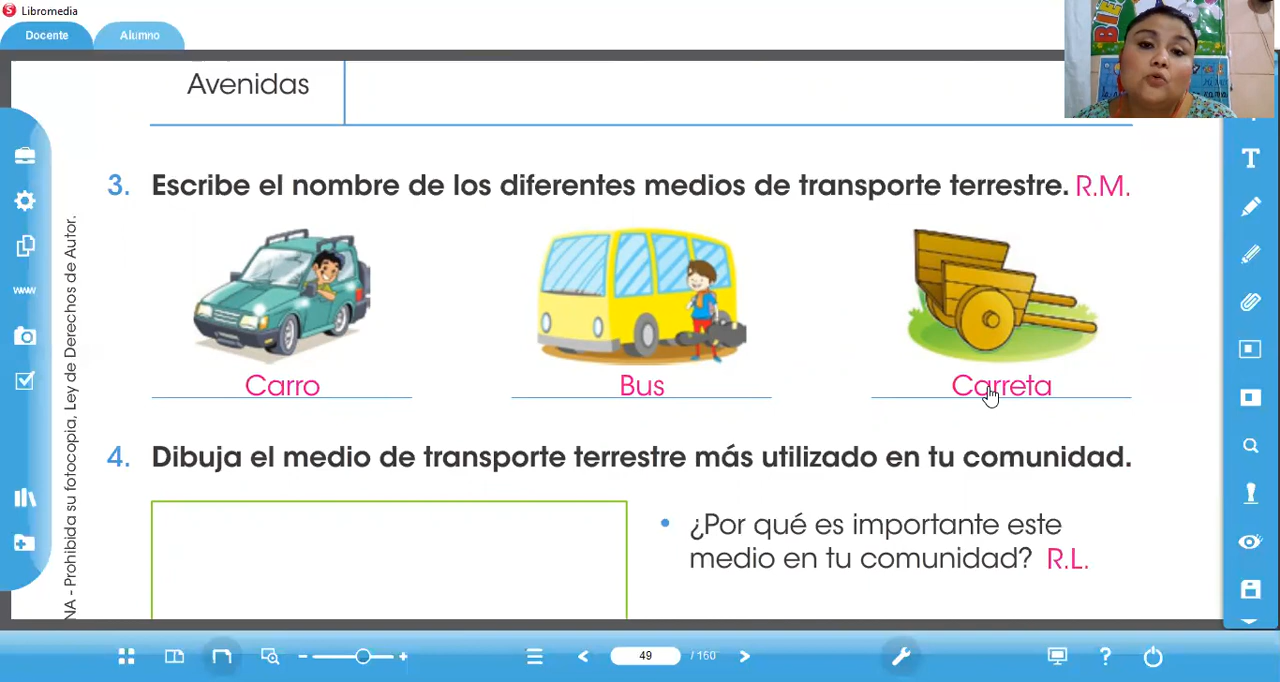 Libromedia
Docente
Alumno
Avenidas
3. Escribe el nombre de los diferentes medios de transporte terrestre. R.M.
Carro
Bus
Carreta
4. Dibuja el medio de transporte terrestre más utilizado en tu comunidad.
• ¿Por qué es importante este
medio en tu comunidad? R.L.
NA - Prohibida su fotocopia, Ley de Derechos de Autor.
www
T
49
/ 160
?